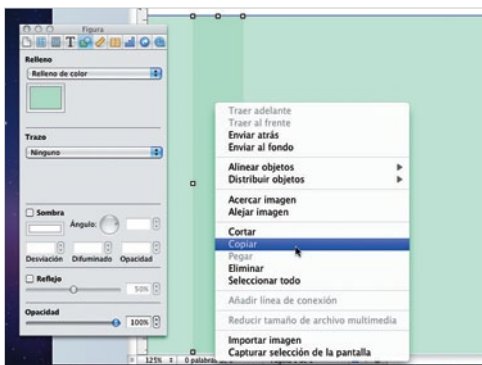 Figura
Relleno
Relleno de color
Trazo
Ninguno
Sombra
Ángulo:
Desviación Difuminado Opacidad
Reflejo
50%
Opacidad
100%
Traer adelante
Traer al frente
Enviar atrás
Enviar al fondo
Alinear objetos
Distribuir objetos
Acercar imagen
Alejar imagen
Cortar
Copiar
Pegar
Eliminar
Seleccionar todo
Añadir línea de conexión
Reducir tamaño de archivo multimedia
Importar imagen
Capturar selección de la pantalla
125% 0 palabras